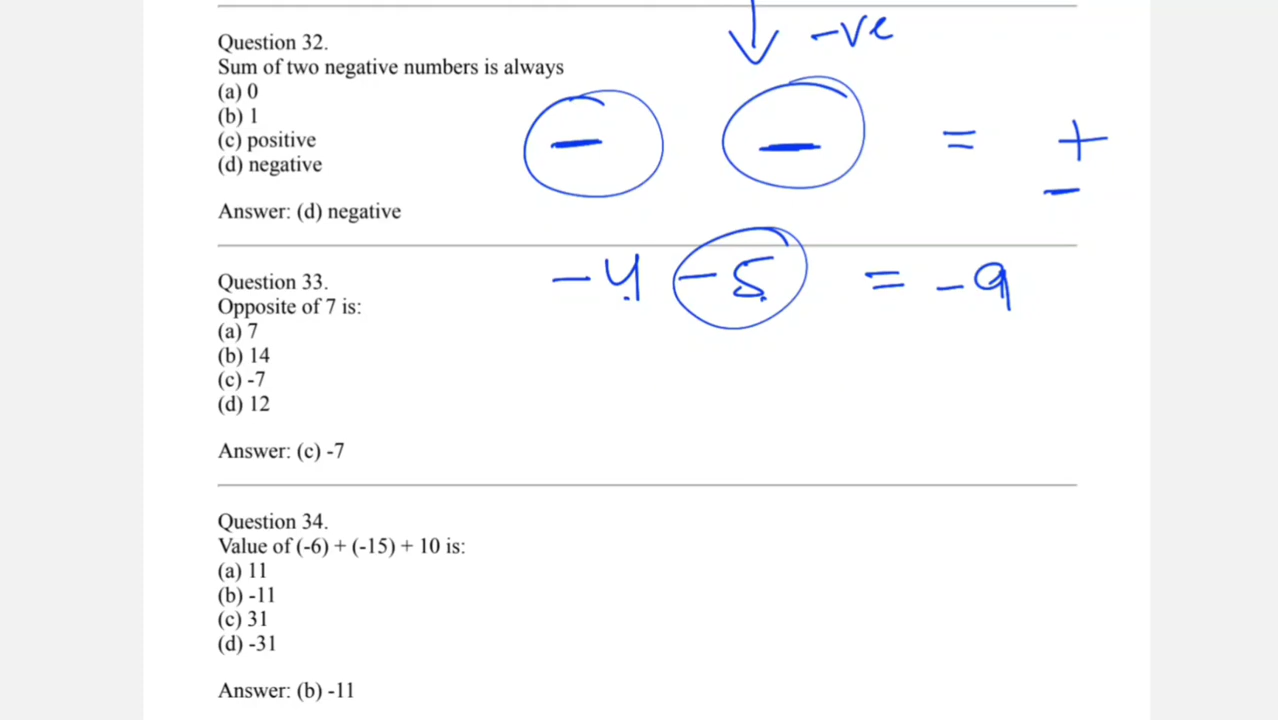 -ve
Question 32.
Sum of two negative numbers is always
(a) 0
(b) 1
(c) positive
(d) negative
- - = +
-
Answer: (d) negative
-4 -5 = -9
Question 33.
Opposite of 7 is:
(a) 7
(b) 14
(c) -7
(d) 12
Answer: (c) -7
Question 34.
Value of (-6) + (-15) + 10 is:
(a) 11
(b) -11
(c) 31
(d) -31
Answer: (b) -11